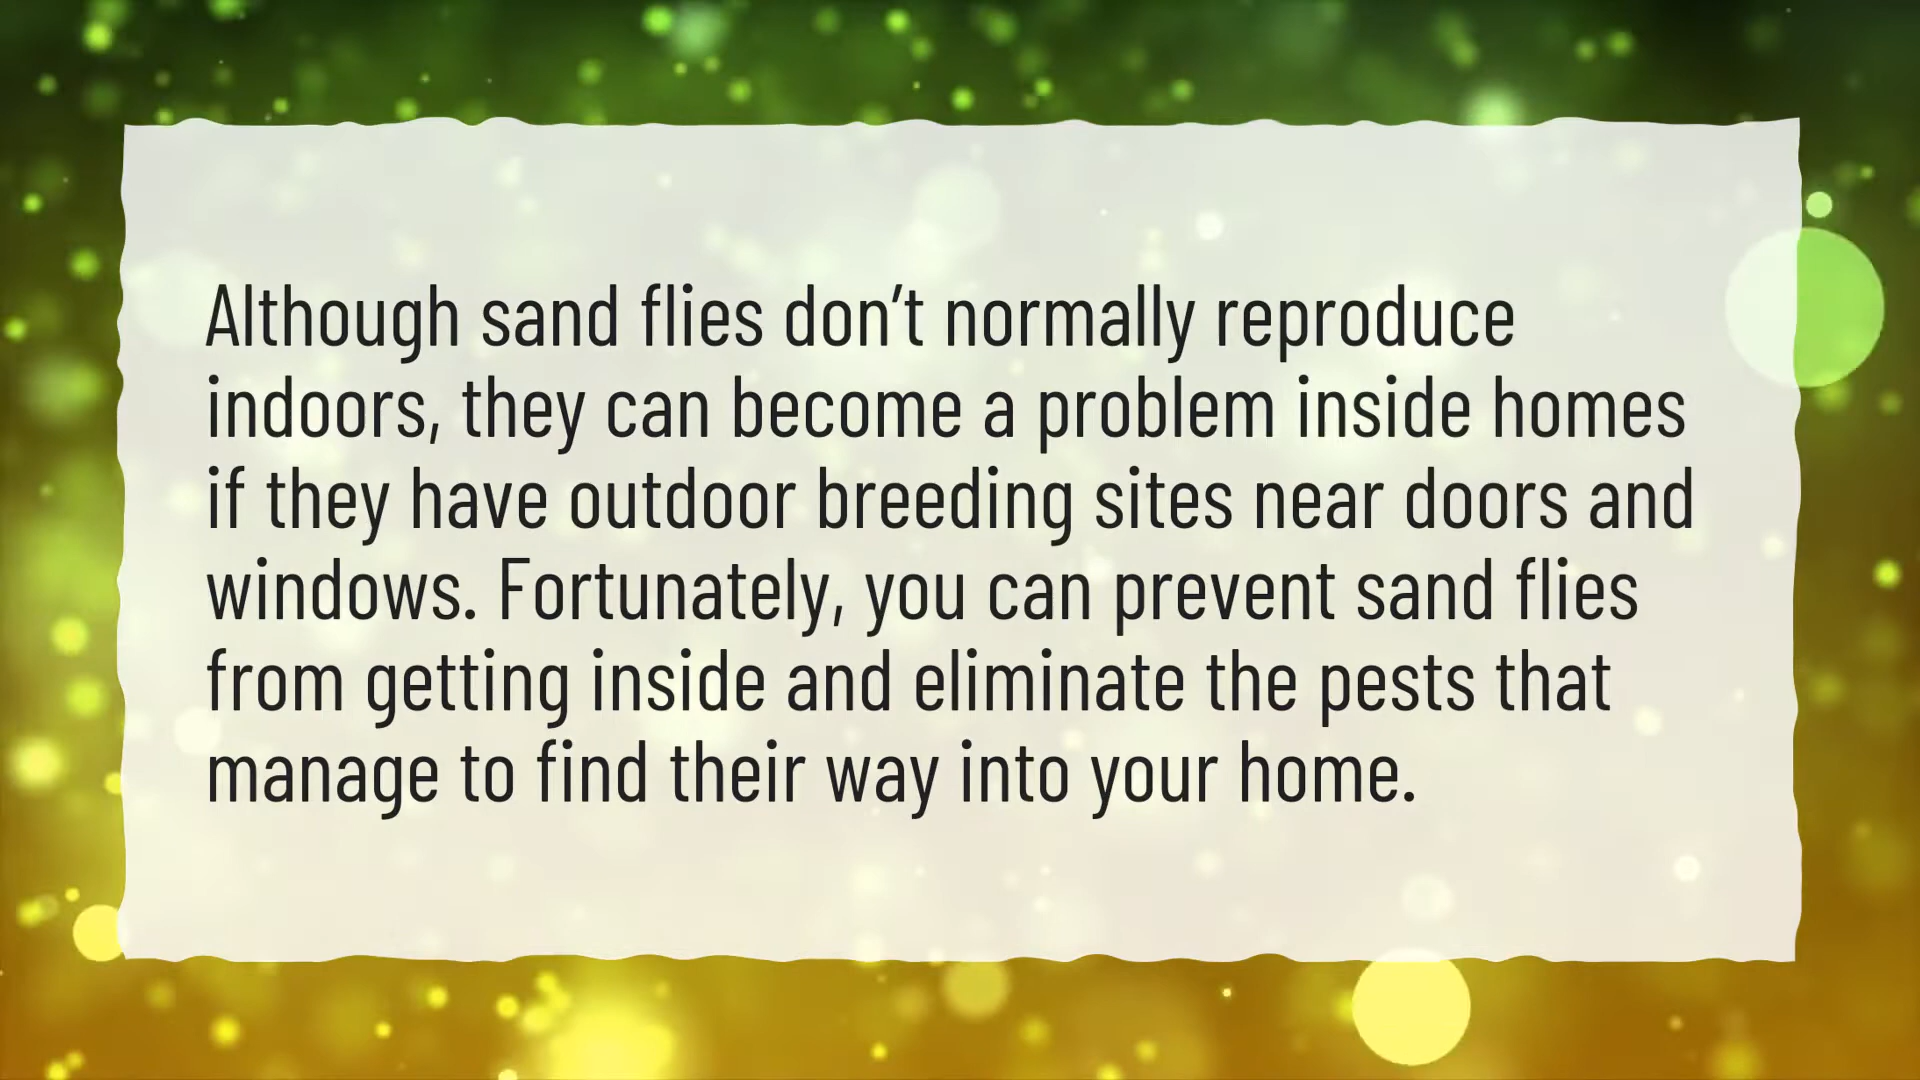 Although sand flies don’t normally reproduce
indoors, they can become a problem inside homes
if they have outdoor breeding sites near doors and
windows. Fortunately, you can prevent sand flies
from getting inside and eliminate the pests that
manage to find their way into your home.